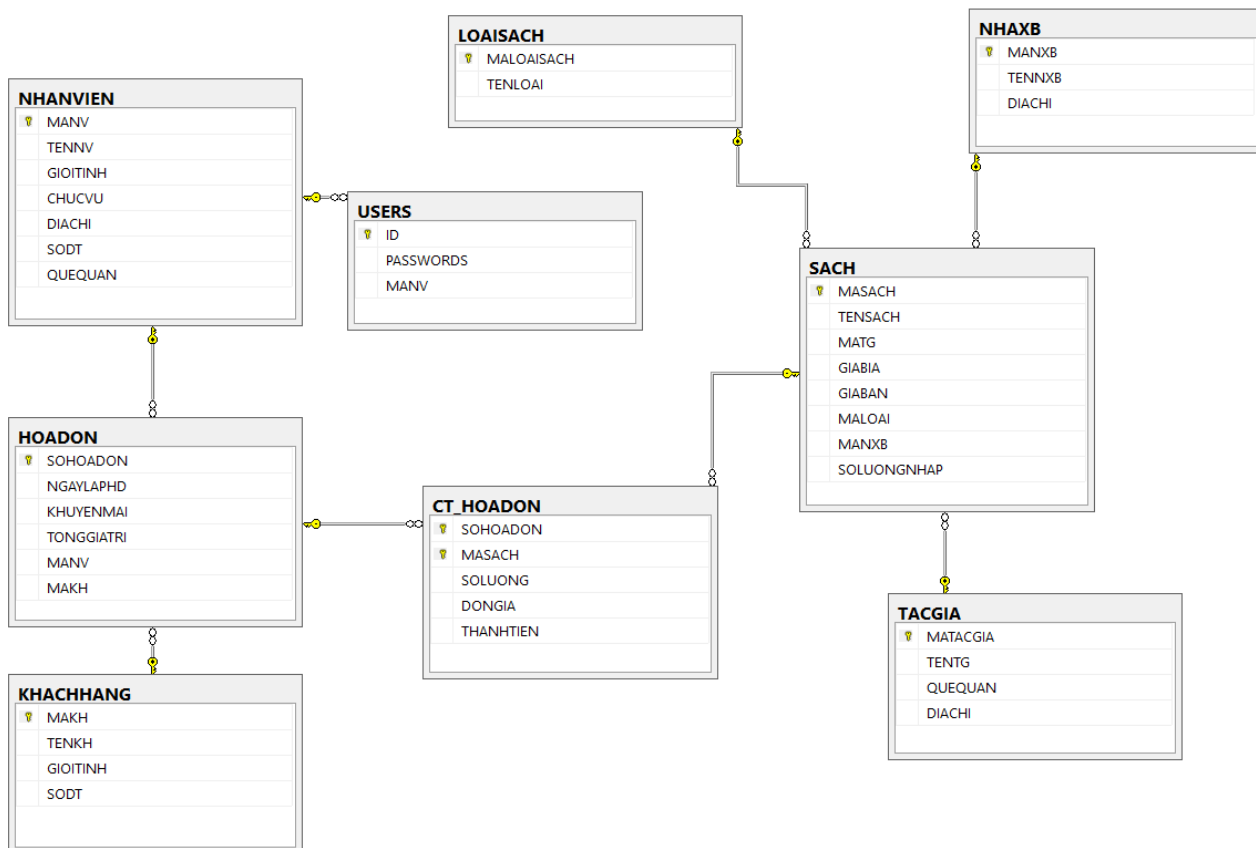 LOAISACH
MALOAISACH
TENLOAI
NHAXB
MANXB
TENNXB
DIACHI
NHANVIEN
MANV
TENNV
GIOITINH
CHUCVU
DIACHI
SODT
QUEQUAN
USERS
ID
PASSWORDS
MANV
SACH
MASACH
TENSACH
MATG
GIABIA
GIABAN
MALOAI
MANXB
SOLUONGNHAP
HOADON
SOHOADON
NGAYLAPHD
KHUYENMAI
TONGGIATRI
MANV
MAKH
CT_HOADON
SOHOADON
MASACH
SOLUONG
DONGIA
THANHTIEN
TACGIA
MATACGIA
TENTG
QUEQUAN
DIACHI
KHACHHANG
MAKH
TENKH
GIOITINH
SODT